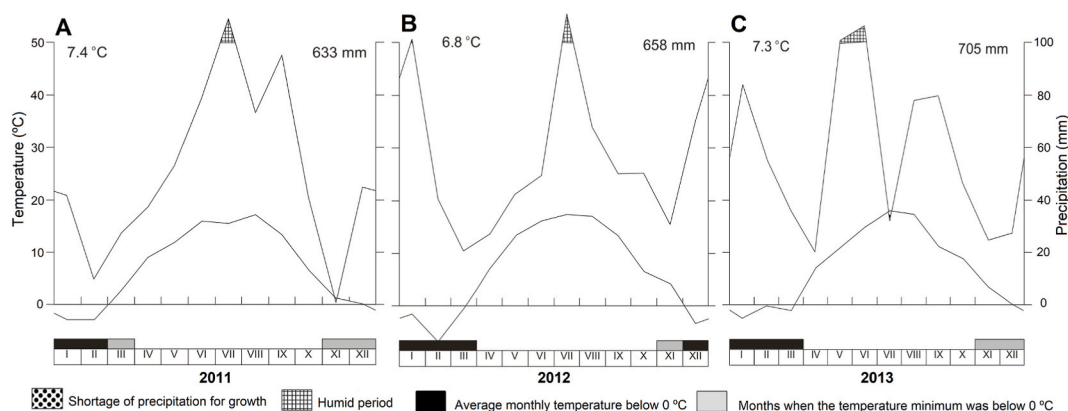 A B C
7.4 °C 633 mm 6.8 °C 658 mm 7.3 °C 705 mm
Temperature (ºC)
50
40
30
20
10
0
Precipitation (mm)
100
80
60
40
20
0
I II III IV V VI VII VIII IX X XI XII I II III IV V VI VII VIII IX X XI XII I II III IV V VI VII VIII IX X XI XII
2011 2012 2013
Shortage of precipitation for growth Humid period Average monthly temperature below 0 ºC Months when the temperature minimum was below 0 ºC